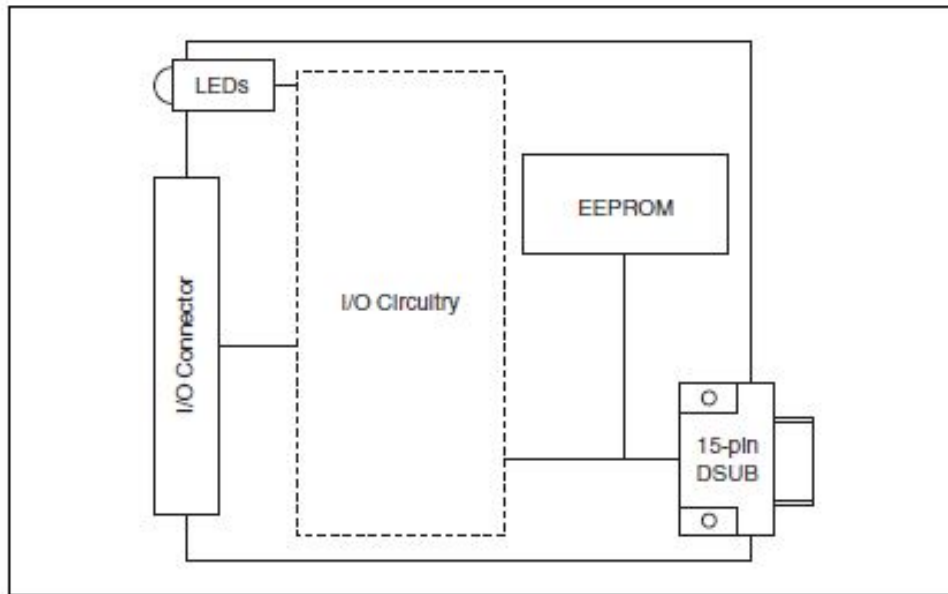 LEDs
EEPROM
I/O Circuitry
I/O Connector
15-pin
DSUB